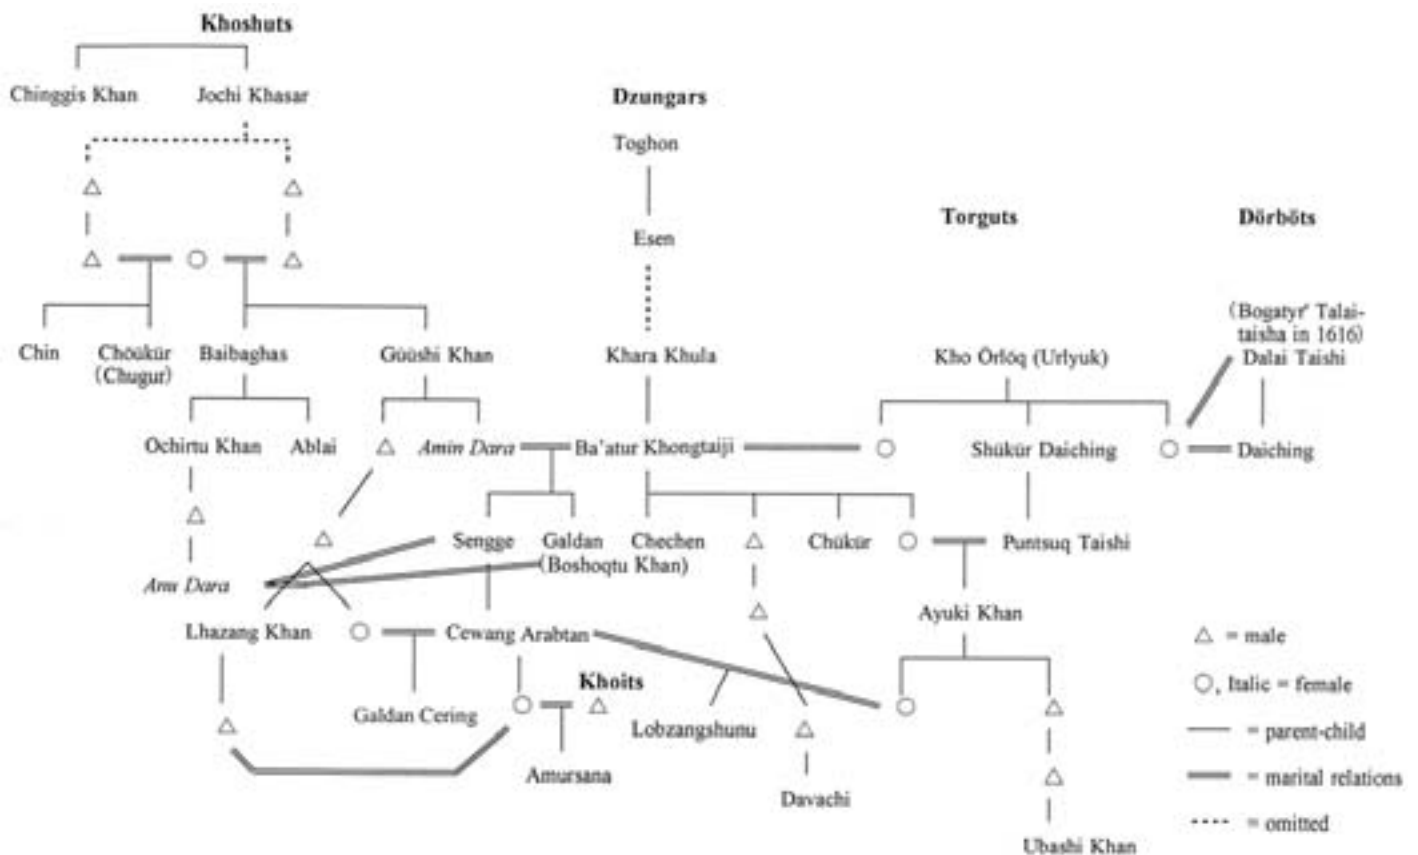 Khoshuts
Chinggis Khan
Jochi Khasar
Dzungars
Toghon
Esen
Torguts
Dörböts
Chin
Chöükür
(Chugur)
Baibaghas
Güüshi Khan
Khara Khula
Kho Örlöq (Urlyuk)
(Bogatyr' Talai-
taisha in 1616)
Dalai Taishi
Ochirtu Khan
Ablai
Amin Dara
Ba'atur Khongtaiji
Shükür Daiching
Daiching
Sengge
Galdan
(Boshoqtu Khan)
Chechen
Chükür
Puntsuq Taishi
Anu Dara
Lhazang Khan
Cewang Arabtan
Ayuki Khan
Galdan Cering
Khoits
Lobzangshunu
Amursana
Davachi
Ubashi Khan
△ = male
○, Italic = female
= parent-child
= marital relations
= omitted